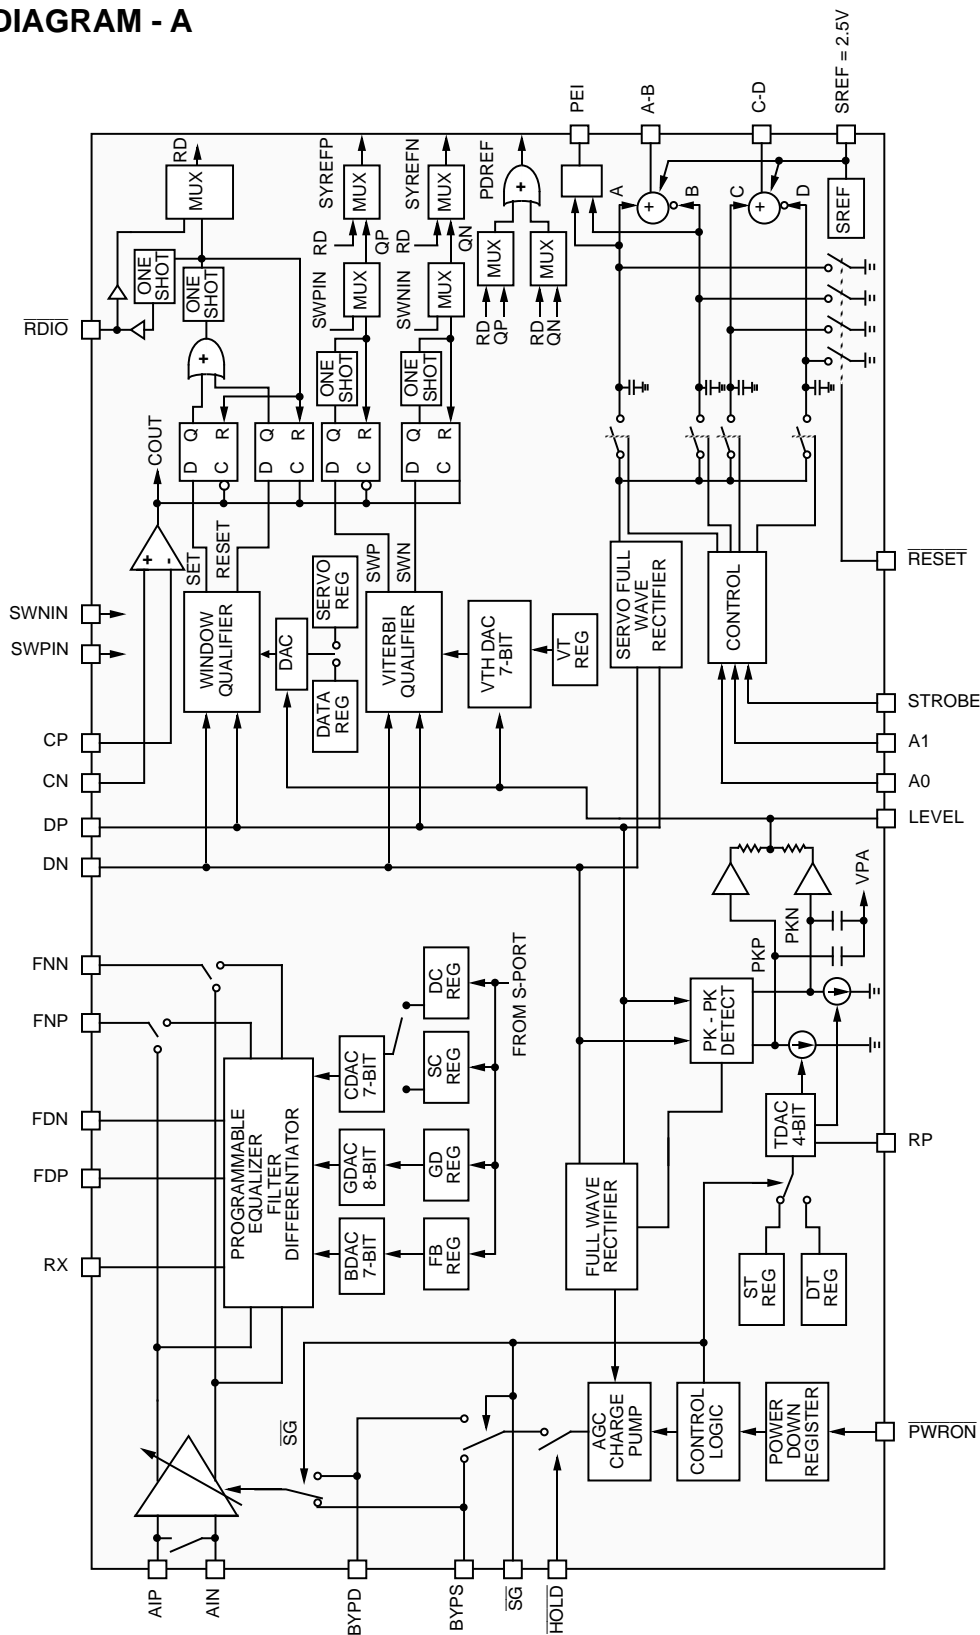 DIAGRAM - A
PEI
A-B
C-D
SREF = 2.5V
RD
SYREFP
SYREFN
PDREF
MUX
MUX
MUX
+
A
+
B
C
+
D
SREF
RD
QP
RD
QN
ONE
SHOT
ONE
SHOT
MUX
MUX
MUX
MUX
SWPIN
SWNIN
RD
QP
RD
QN
RDIO
+
ONE
SHOT
ONE
SHOT
COUT
D Q
C R
D Q
C R
D Q
C R
D Q
C R
+
-
SET
RESET
SWP
SWN
SERVO FULL
WAVE
RECTIFIER
CONTROL
RESET
SWNIN
SWPIN
WINDOW
QUALIFIER
DAC
SERVO
REG
DATA
REG
VITERBI
QUALIFIER
VTH DAC
7-BIT
VT
REG
STROBE
A1
A0
LEVEL
CP
CN
DP
DN
VPA
PKN
PKP
FNN
FNP
FDN
FDP
RX
DC
REG
FROM S-PORT
CDAC
7-BIT
SC
REG
PK - PK
DETECT
PROGRAMMABLE
EQUALIZER
FILTER
DIFFERENTIATOR
GDAC
8-BIT
GD
REG
BDAC
7-BIT
FB
REG
TDAC
4-BIT
RP
FULL WAVE
RECTIFIER
ST
REG
DT
REG
SG
AGC
CHARGE
PUMP
CONTROL
LOGIC
POWER
DOWN
REGISTER
PWRON
AIP
AIN
BYPD
BYPS
SG
HOLD